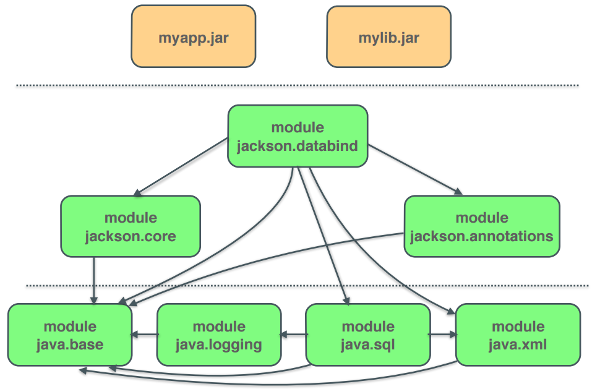 myapp.jar
mylib.jar
module
jackson.databind
module
jackson.core
module
jackson.annotations
module
java.base
module
java.logging
module
java.sql
module
java.xml